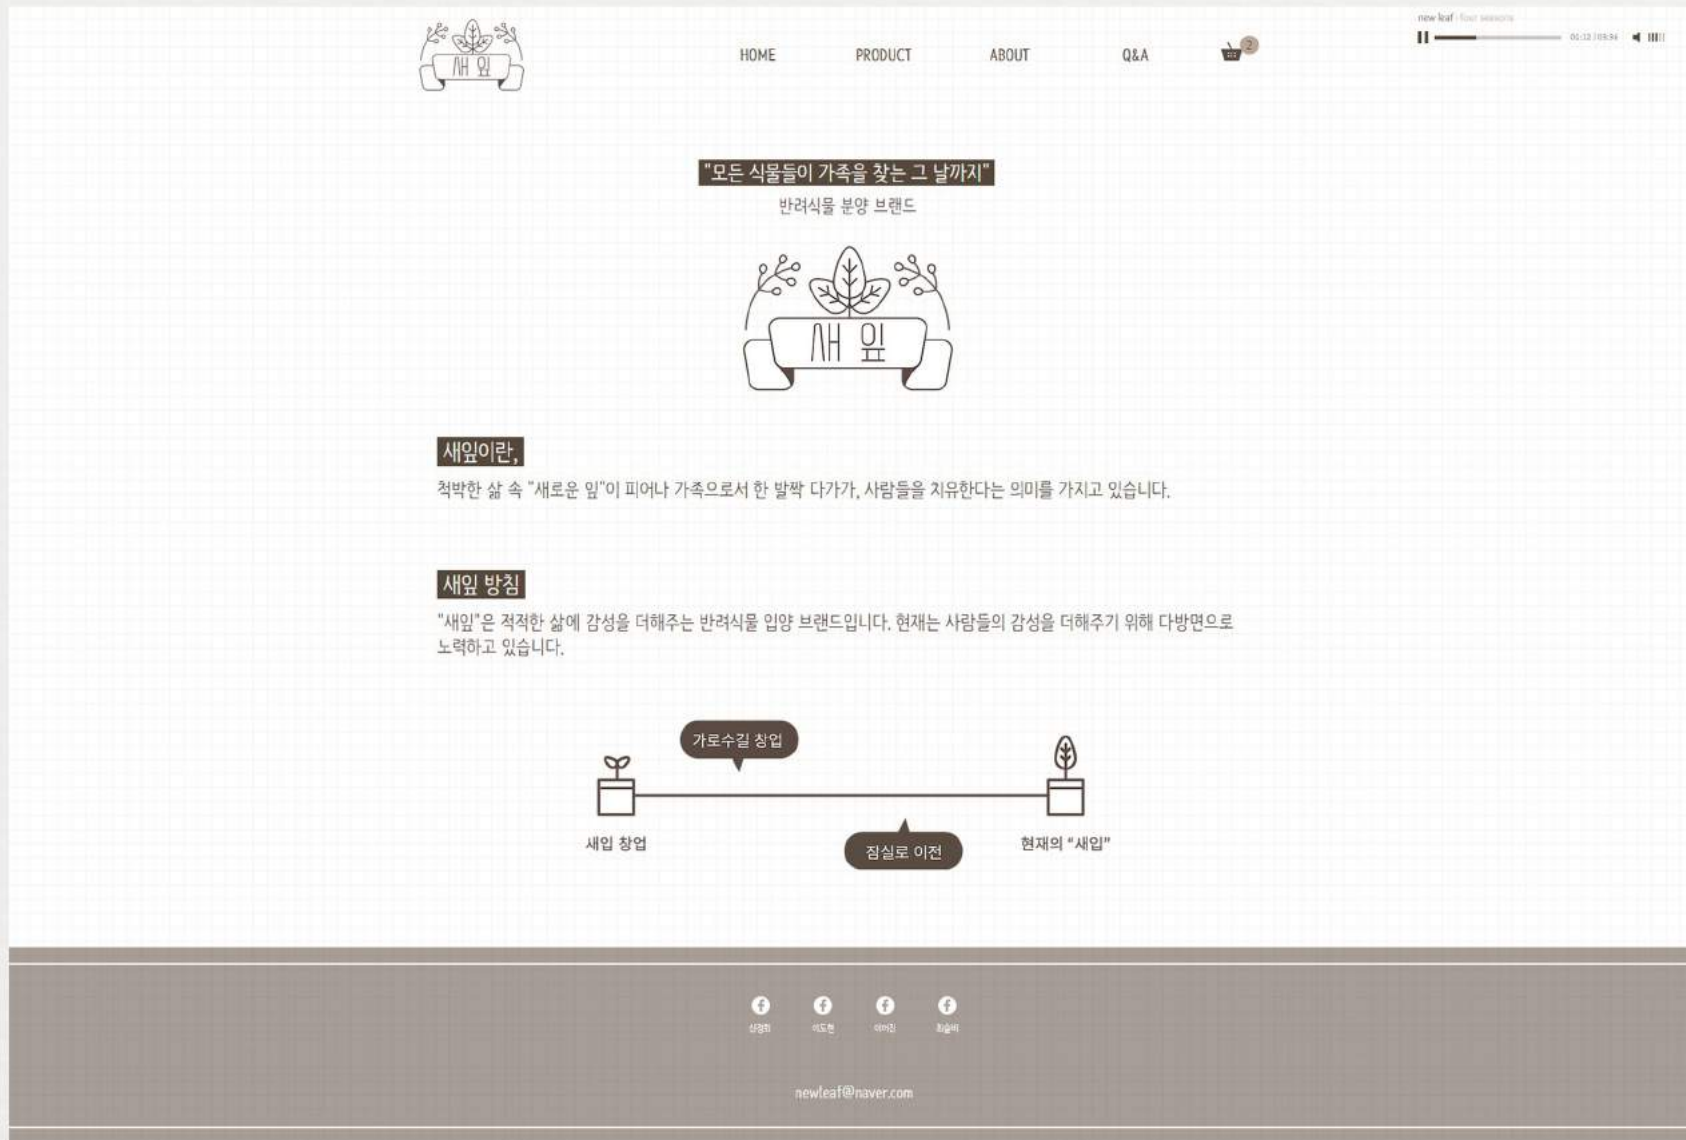 새 잎
HOME
PRODUCT
ABOUT
Q&A
2
new leaf : four seasons
01:12 / 03:34
"모든 식물들이 가족을 찾는 그 날까지"
반려식물 분양 브랜드
새 잎
새잎이란,
척박한 삶 속 "새로운 잎"이 피어나 가족으로서 한 발짝 다가가, 사람들을 치유한다는 의미를 가지고 있습니다.
새잎 방침
"새잎"은 적적한 삶에 감성을 더해주는 반려식물 입양 브랜드입니다. 현재는 사람들의 감성을 더해주기 위해 다방면으로
노력하고 있습니다.
가로수길 창업
새입 창업
잠실로 이전
현재의 “새입”
newleaf@naver.com